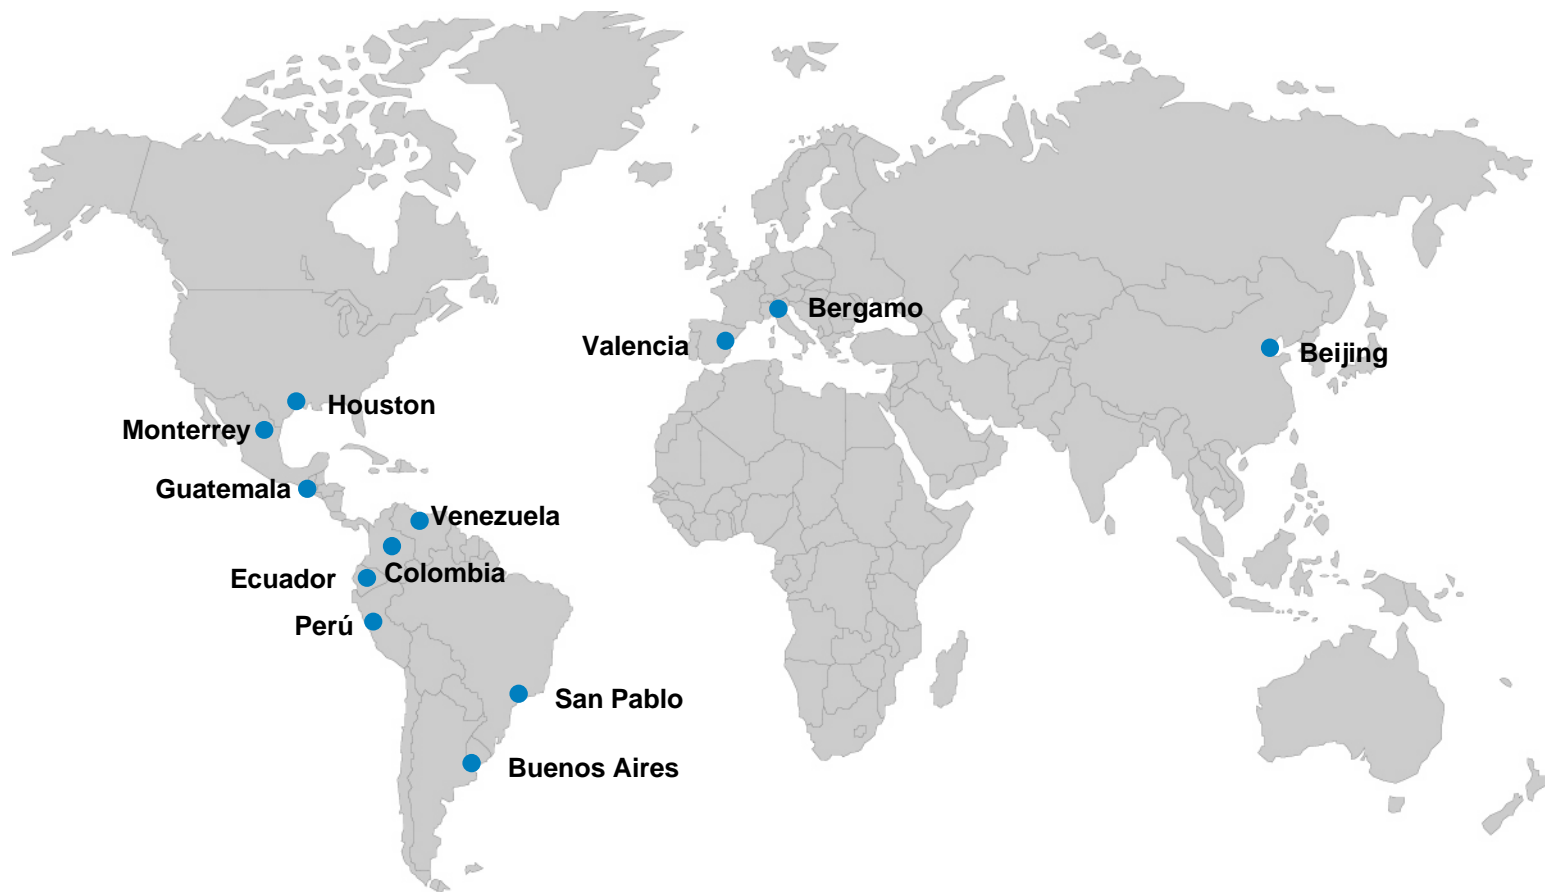 Bergamo
Valencia
Beijing
Houston
Monterrey
Guatemala
Venezuela
Colombia
Ecuador
Perú
San Pablo
Buenos Aires